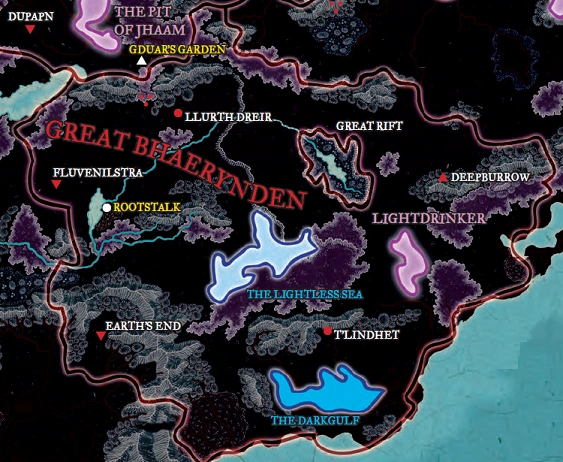 DUPAPN
THE PIT
OF JHAAM
GDUAR'S GARDEN
LLURTH DREIR
GREAT BHAERYNDEN
GREAT RIFT
FLUVENILSTRA
DEEPBURROW
ROOTSTALK
LIGHTDRINKER
THE LIGHTLESS SEA
EARTH'S END
T'LINDHET
THE DARKGULF